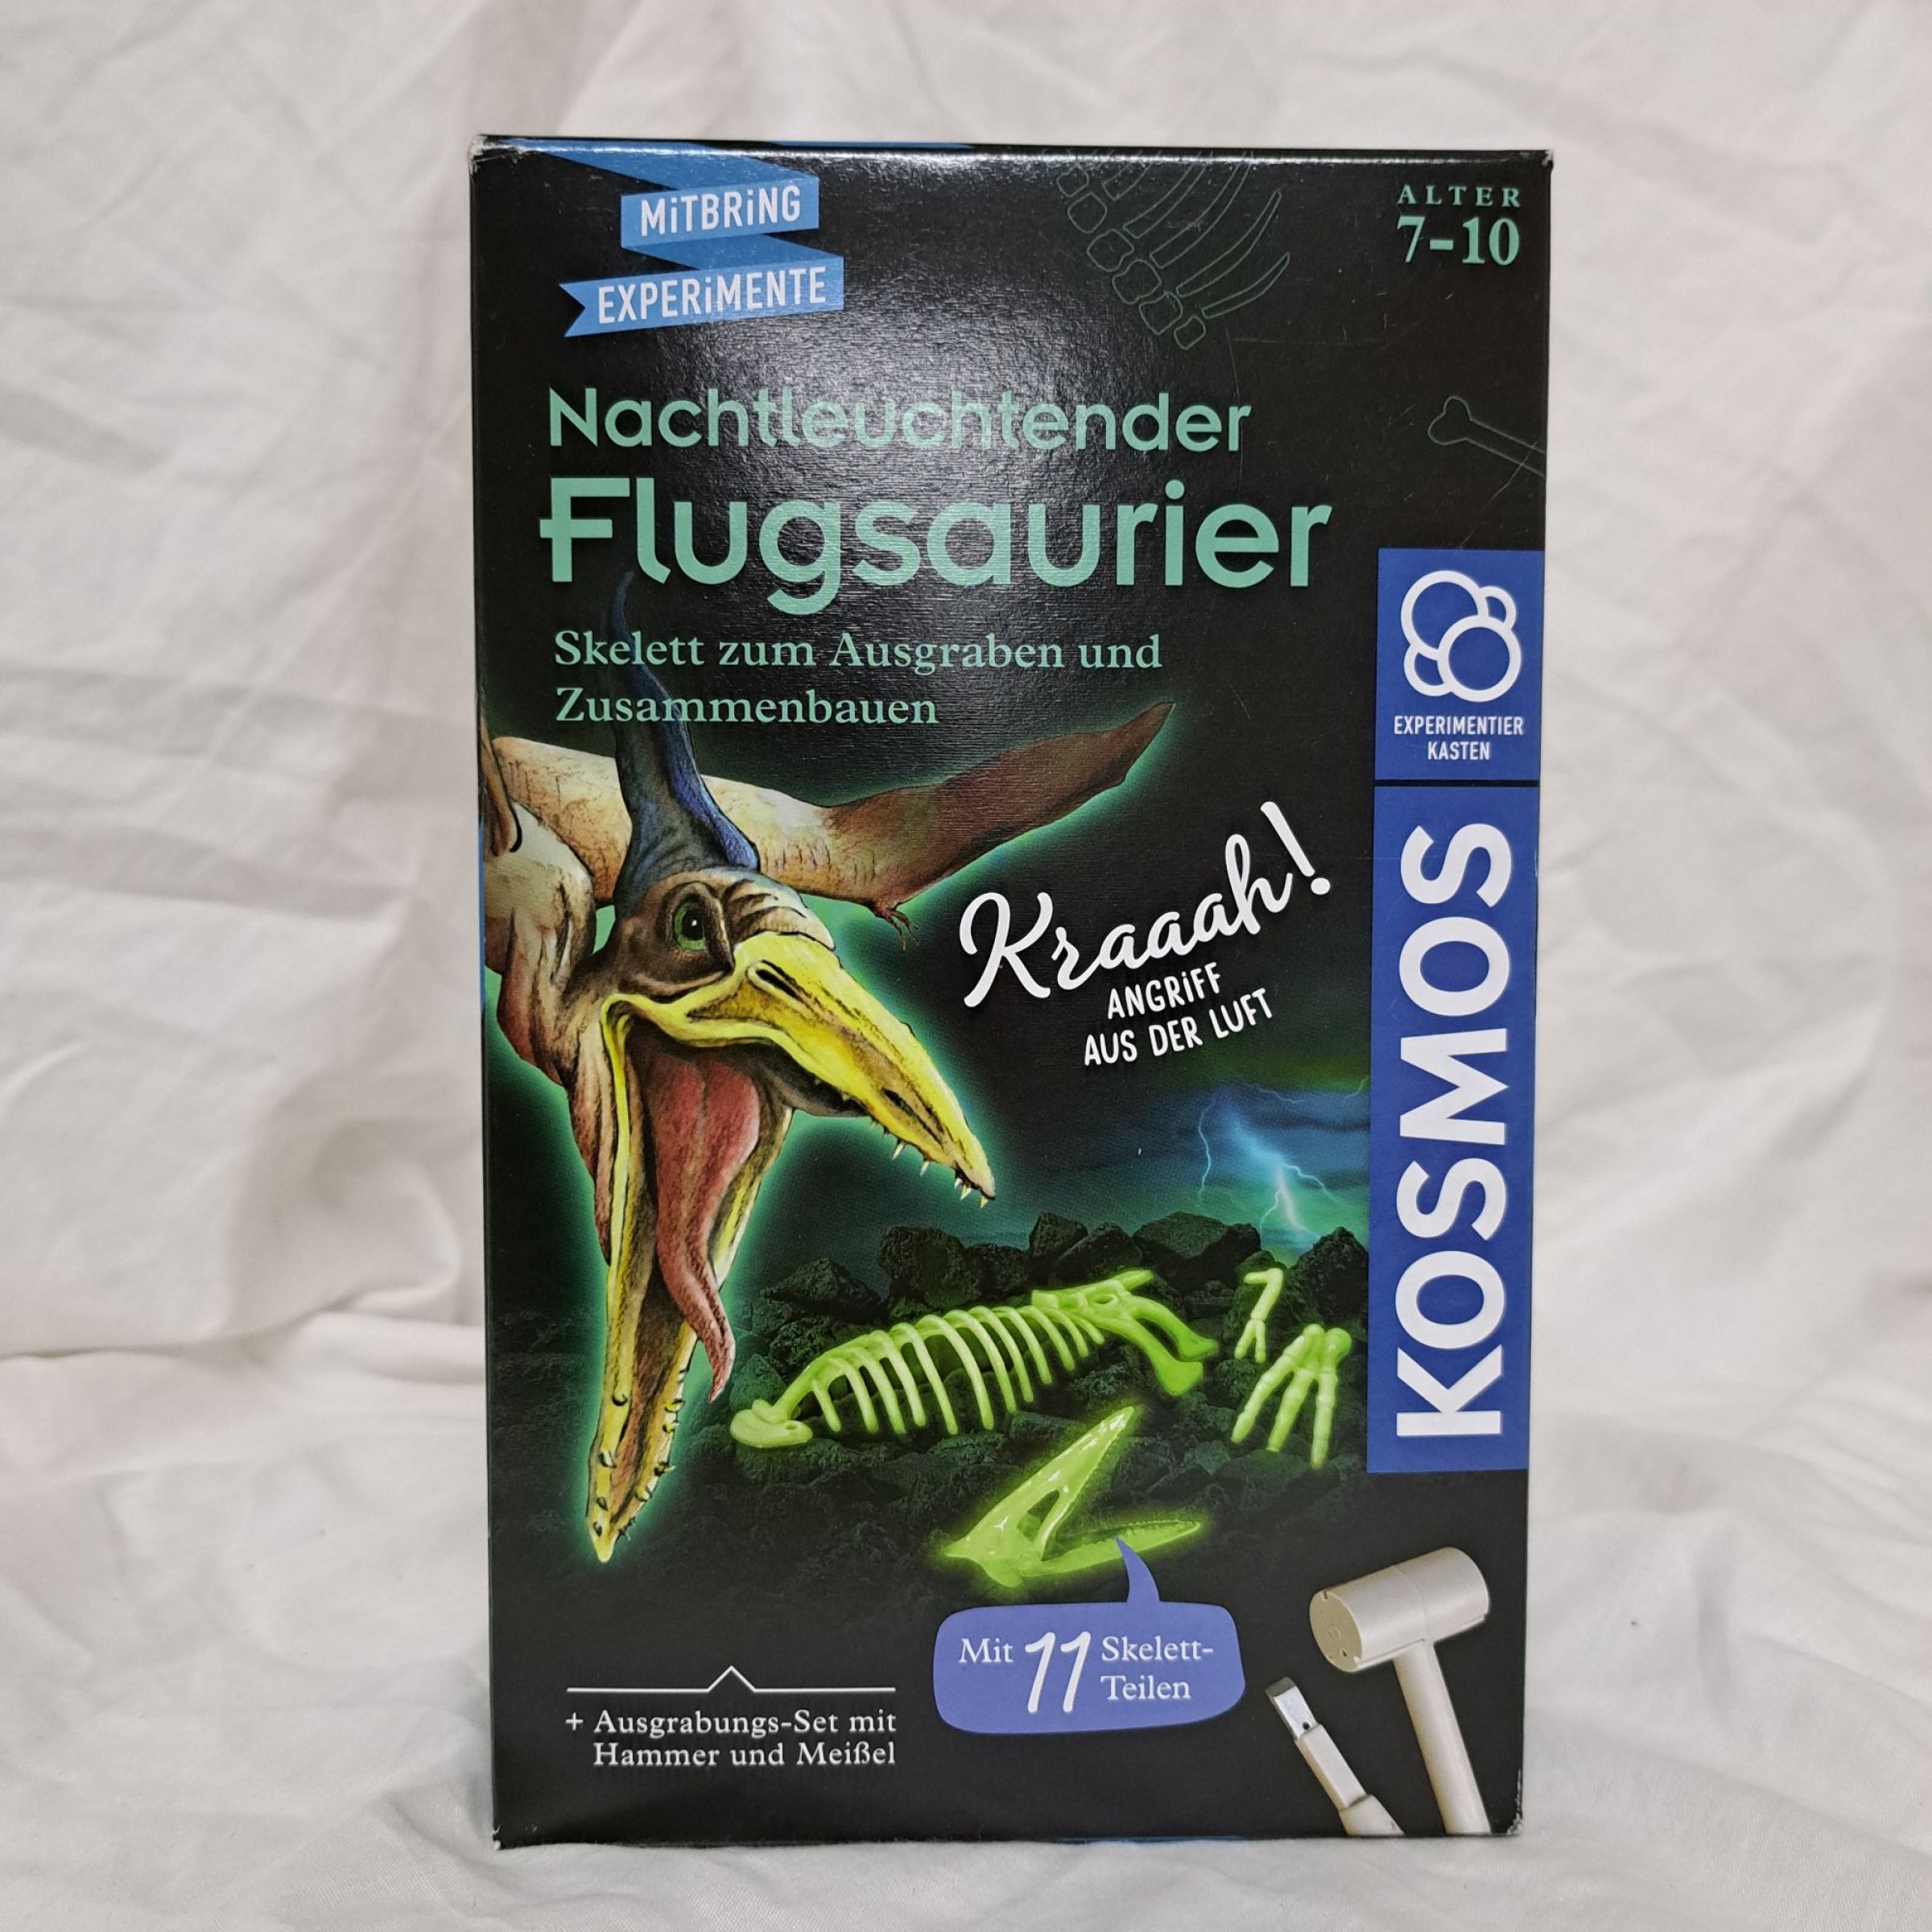 MiTBRiNG
EXPERiMENTE
ALTER
7-10
Nachtleuchtender
Flugsaurier
Skelett zum Ausgraben und
Zusammenbauen
EXPERIMENTIER
KASTEN
KOSMOS
Kraaah!
ANGRiFF
AUS DER LUFT
Mit 11 Skelett-
Teilen
+ Ausgrabungs-Set mit
Hammer und Meißel